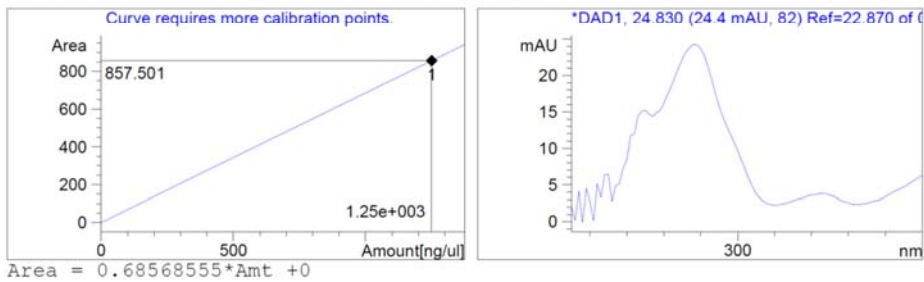 Curve requires more calibration points.
Area
800
600
400
200
0
857.501
1
1.25e+003
0
500
Amount[ng/ul]
Area = 0.68568555*Amt +0
*DAD1, 24.830 (24.4 mAU, 82) Ref=22.870 of
mAU
20
15
10
5
0
300
nm